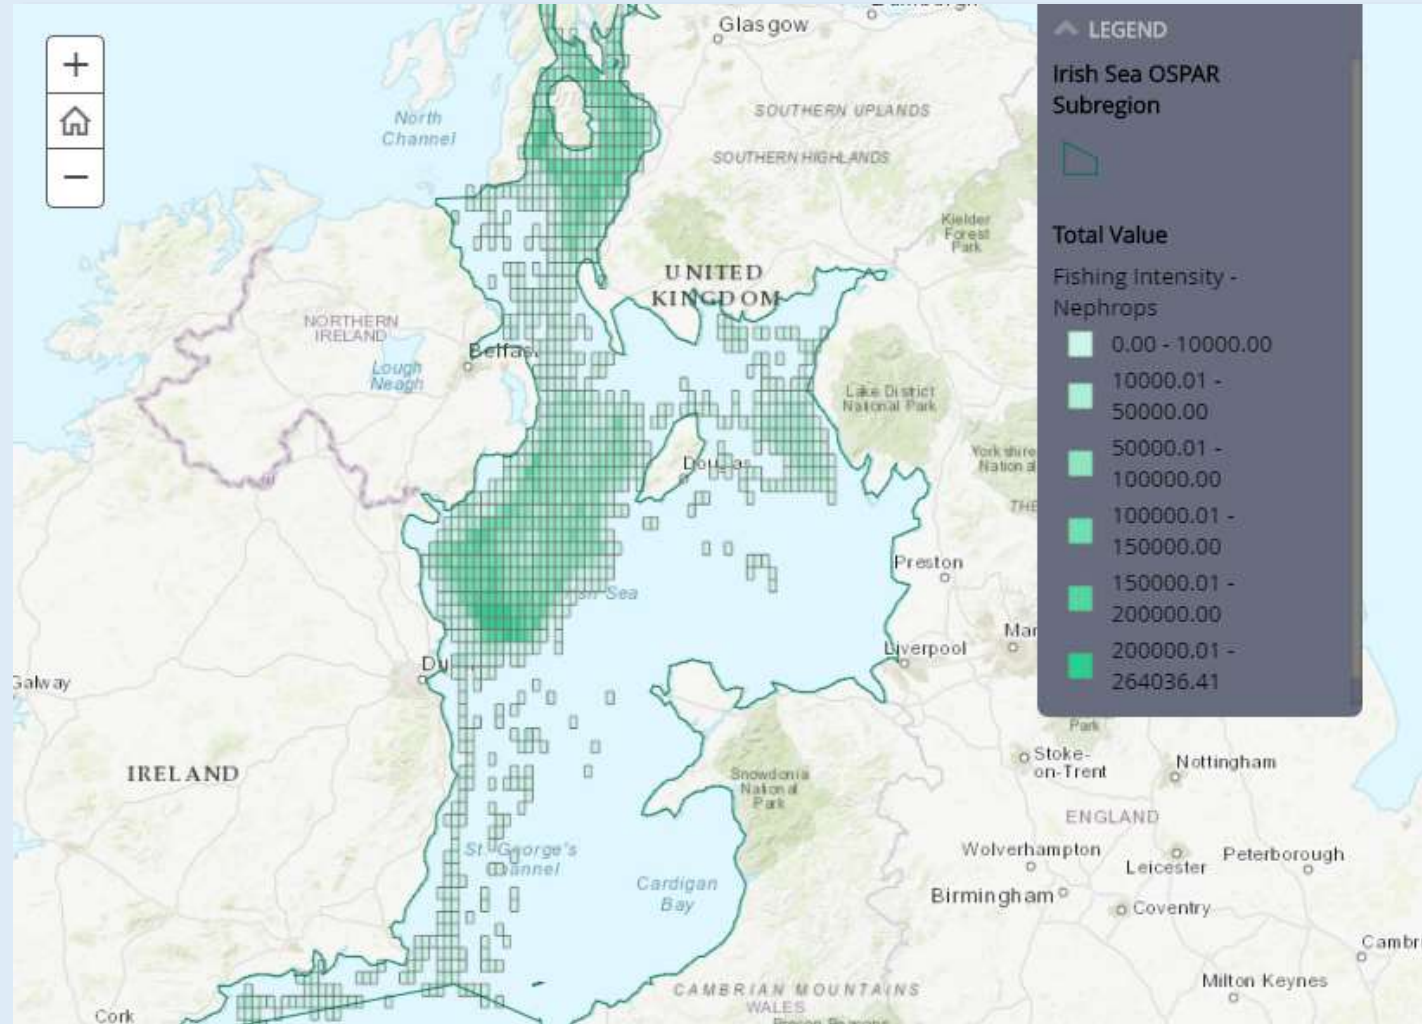 +
−
Glasgow
North
Channel
SOUTHERN UPLANDS
SOUTHERN HIGHLANDS
Kielder
Forest
Park
UNITED
KINGDOM
NORTHERN
IRELAND
Lough
Neagh
Lake District
National Park
Douglas
Preston
Liverpool
Galway
IRELAND
St. George's
Channel
Cardigan
Bay
Snowdonia
National
Park
CAMBRIAN MOUNTAINS
WALES
Cork
Park
Stoke-
on-Trent
Nottingham
ENGLAND
Wolverhampton
Leicester
Peterborough
Birmingham
Coventry
Milton Keynes
LEGEND
Irish Sea OSPAR
Subregion
Total Value
Fishing Intensity -
Nephrops
0.00 - 10000.00
10000.01 -
50000.00
50000.01 -
100000.00
100000.01 -
150000.00
150000.01 -
200000.00
200000.01 -
264036.41